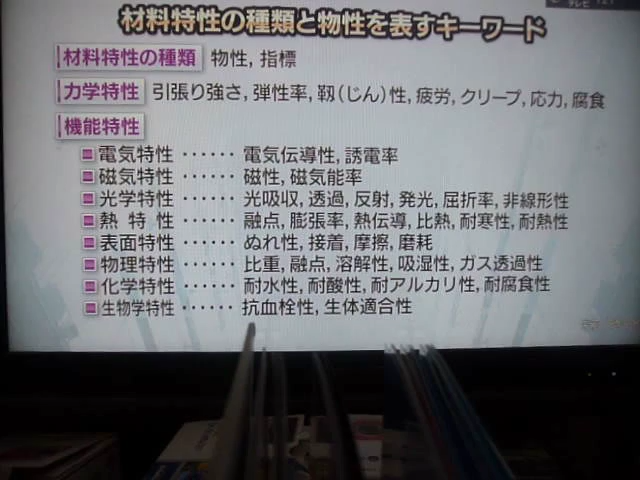 材料特性の種類と物性を表すキーワード
材料特性の種類 物性, 指標
力学特性 引張り強さ, 弾性率, 靱(じん)性, 疲労, クリープ, 応力, 腐食
機能特性
電気特性 ‥‥‥ 電気伝導性, 誘電率
磁気特性 ‥‥‥ 磁性, 磁気能率
光学特性 ‥‥‥ 光吸収, 透過, 反射, 発光, 屈折率, 非線形性
熱特性 ‥‥‥ 融点, 膨張率, 熱伝導, 比熱, 耐寒性, 耐熱性
表面特性 ‥‥‥ ぬれ性, 接着, 摩擦, 磨耗
物理特性 ‥‥‥ 比重, 融点, 溶解性, 吸湿性, ガス透過性
化学特性 ‥‥‥ 耐水性, 耐酸性, 耐アルカリ性, 耐腐食性
生物学特性 ‥‥‥ 抗血栓性, 生体適合性